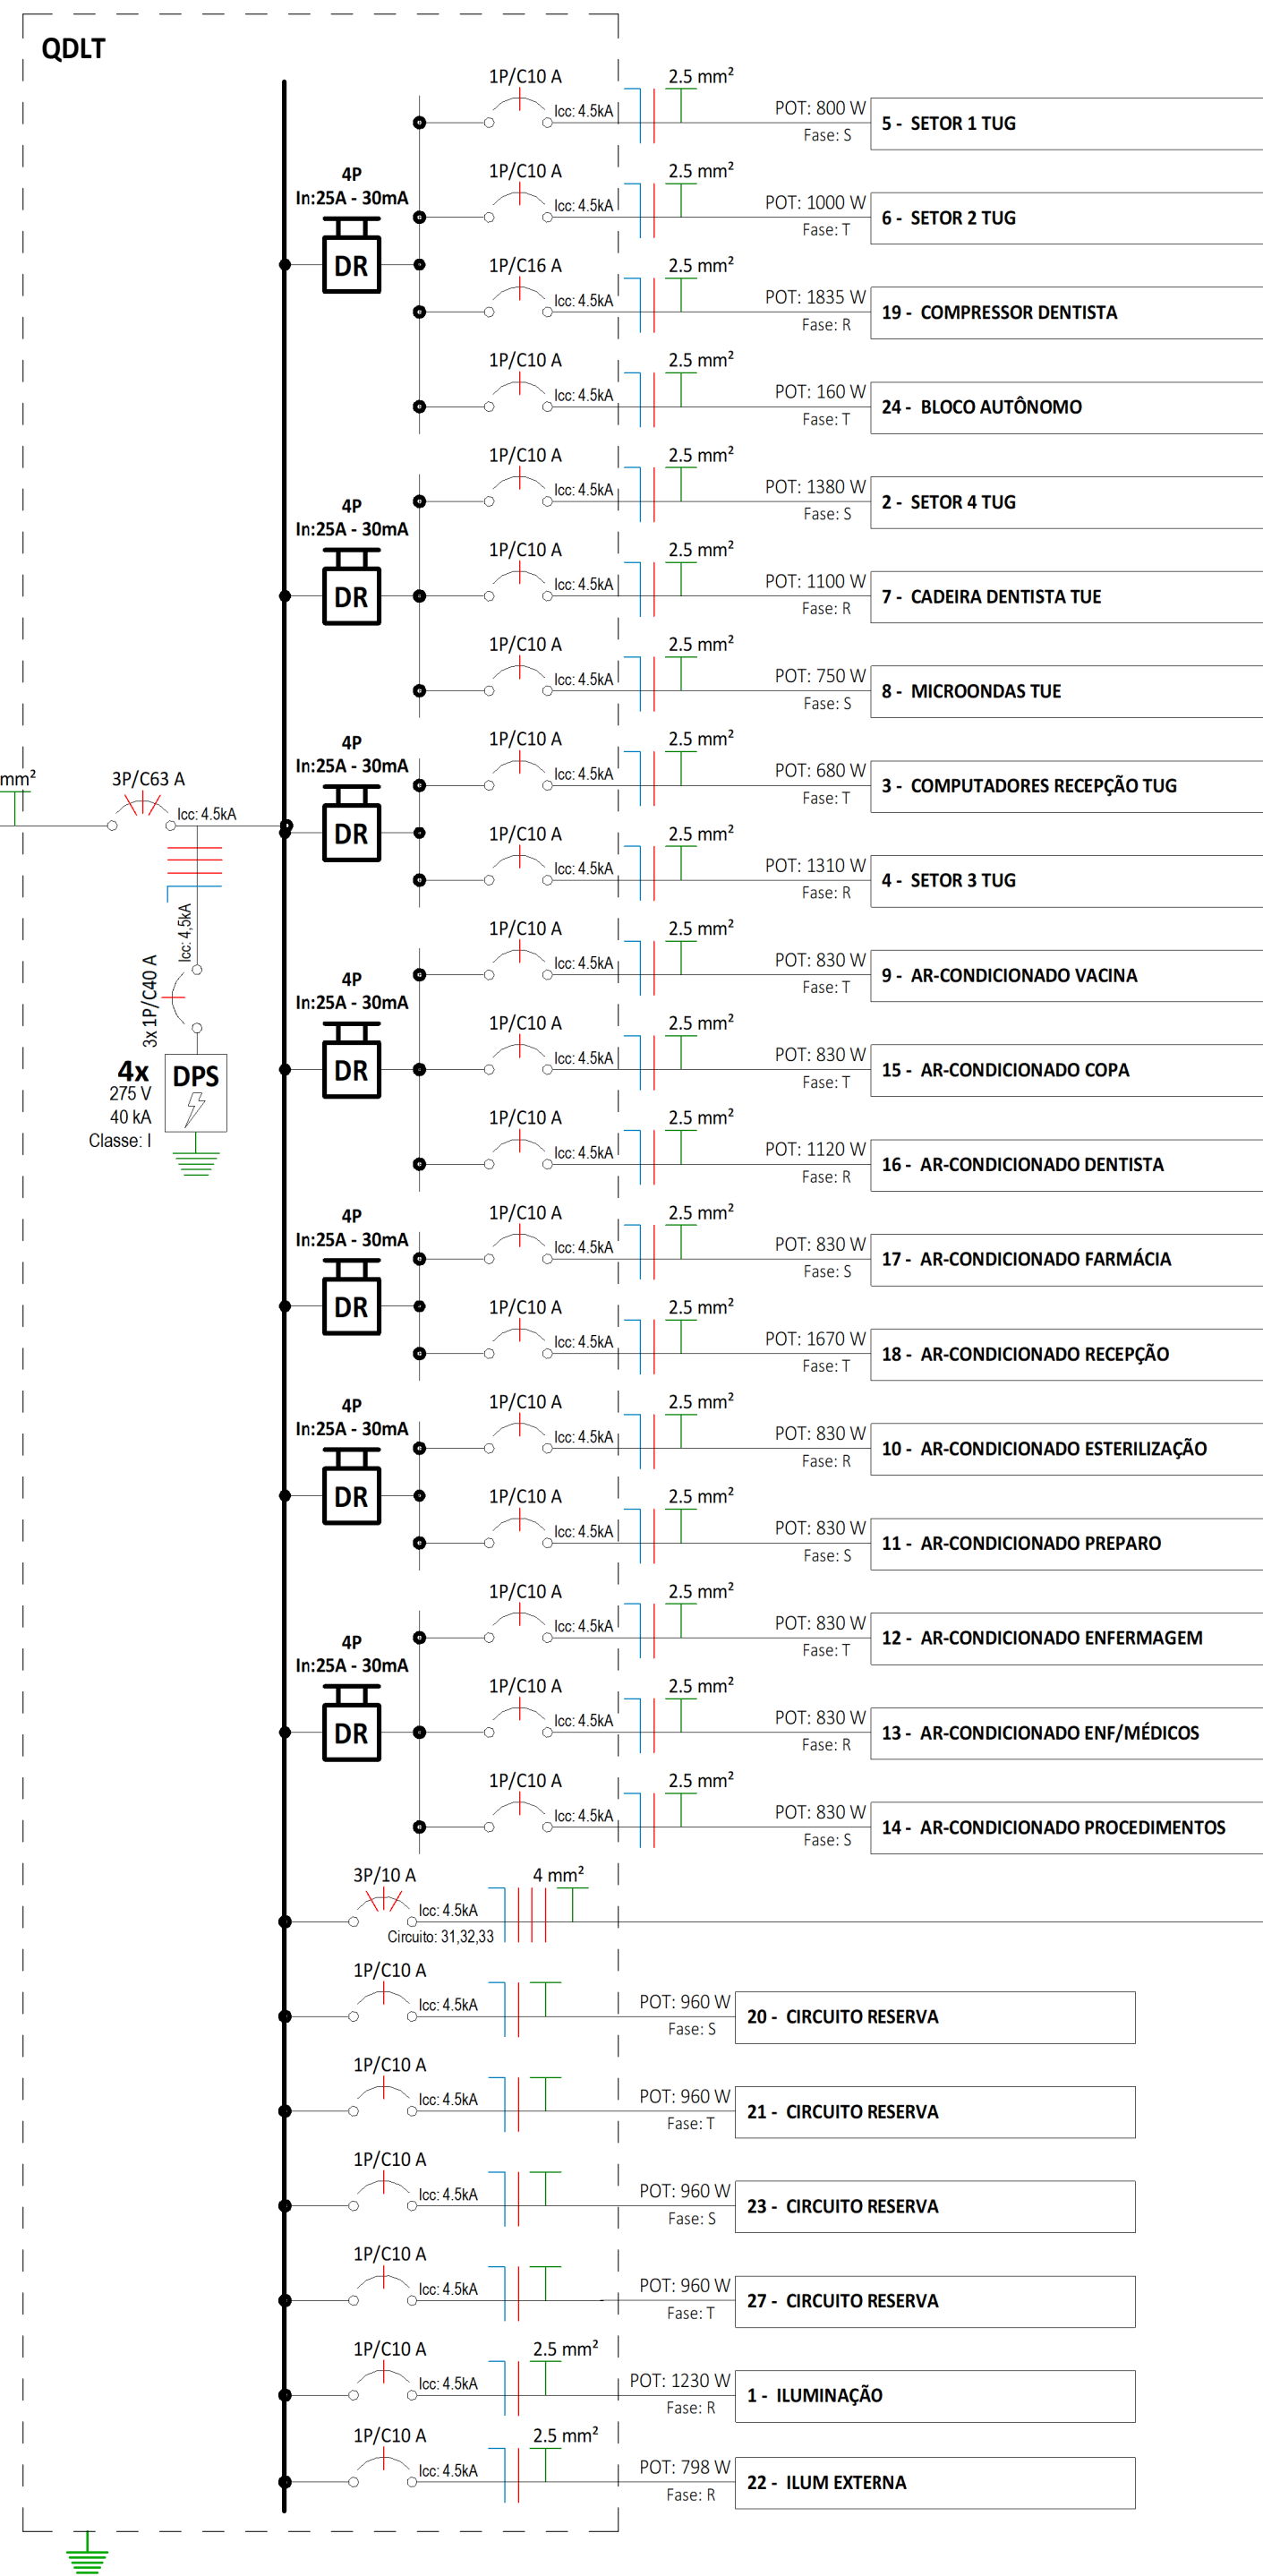 QDLT
1P/C10 A
Icc: 4.5kA
2.5 mm²
POT: 800 W
Fase: S
5 - SETOR 1 TUG
4P
In:25A - 30mA
DR
1P/C10 A
Icc: 4.5kA
2.5 mm²
POT: 1000 W
Fase: T
6 - SETOR 2 TUG
1P/C16 A
Icc: 4.5kA
2.5 mm²
POT: 1835 W
Fase: R
19 - COMPRESSOR DENTISTA
1P/C10 A
Icc: 4.5kA
2.5 mm²
POT: 160 W
Fase: T
24 - BLOCO AUTÔNOMO
1P/C10 A
Icc: 4.5kA
2.5 mm²
POT: 1380 W
Fase: S
2 - SETOR 4 TUG
4P
In:25A - 30mA
DR
1P/C10 A
Icc: 4.5kA
2.5 mm²
POT: 1100 W
Fase: R
7 - CADEIRA DENTISTA TUE
1P/C10 A
Icc: 4.5kA
2.5 mm²
POT: 750 W
Fase: S
8 - MICROONDAS TUE
mm²
3P/C63 A
Icc: 4.5kA
4P
In:25A - 30mA
DR
1P/C10 A
Icc: 4.5kA
2.5 mm²
POT: 680 W
Fase: T
3 - COMPUTADORES RECEPÇÃO TUG
1P/C10 A
Icc: 4.5kA
2.5 mm²
POT: 1310 W
Fase: R
4 - SETOR 3 TUG
Icc: 4,5kA
3x 1P/C40 A
4x
275 V
40 kA
Classe: I
DPS
1P/C10 A
Icc: 4.5kA
2.5 mm²
POT: 830 W
Fase: T
9 - AR-CONDICIONADO VACINA
4P
In:25A - 30mA
DR
1P/C10 A
Icc: 4.5kA
2.5 mm²
POT: 830 W
Fase: T
15 - AR-CONDICIONADO COPA
1P/C10 A
Icc: 4.5kA
2.5 mm²
POT: 1120 W
Fase: R
16 - AR-CONDICIONADO DENTISTA
4P
In:25A - 30mA
DR
1P/C10 A
Icc: 4.5kA
2.5 mm²
POT: 830 W
Fase: S
17 - AR-CONDICIONADO FARMÁCIA
1P/C10 A
Icc: 4.5kA
2.5 mm²
POT: 1670 W
Fase: T
18 - AR-CONDICIONADO RECEPÇÃO
4P
In:25A - 30mA
DR
1P/C10 A
Icc: 4.5kA
2.5 mm²
POT: 830 W
Fase: R
10 - AR-CONDICIONADO ESTERILIZAÇÃO
1P/C10 A
Icc: 4.5kA
2.5 mm²
POT: 830 W
Fase: S
11 - AR-CONDICIONADO PREPARO
1P/C10 A
Icc: 4.5kA
2.5 mm²
POT: 830 W
Fase: T
12 - AR-CONDICIONADO ENFERMAGEM
4P
In:25A - 30mA
DR
1P/C10 A
Icc: 4.5kA
2.5 mm²
POT: 830 W
Fase: R
13 - AR-CONDICIONADO ENF/MÉDICOS
1P/C10 A
Icc: 4.5kA
2.5 mm²
POT: 830 W
Fase: S
14 - AR-CONDICIONADO PROCEDIMENTOS
3P/10 A
Icc: 4.5kA
4 mm²
Circuito: 31,32,33
1P/C10 A
Icc: 4.5kA
POT: 960 W
Fase: S
20 - CIRCUITO RESERVA
1P/C10 A
Icc: 4.5kA
POT: 960 W
Fase: T
21 - CIRCUITO RESERVA
1P/C10 A
Icc: 4.5kA
POT: 960 W
Fase: S
23 - CIRCUITO RESERVA
1P/C10 A
Icc: 4.5kA
POT: 960 W
Fase: T
27 - CIRCUITO RESERVA
1P/C10 A
Icc: 4.5kA
2.5 mm²
POT: 1230 W
Fase: R
1 - ILUMINAÇÃO
1P/C10 A
Icc: 4.5kA
2.5 mm²
POT: 798 W
Fase: R
22 - ILUM EXTERNA